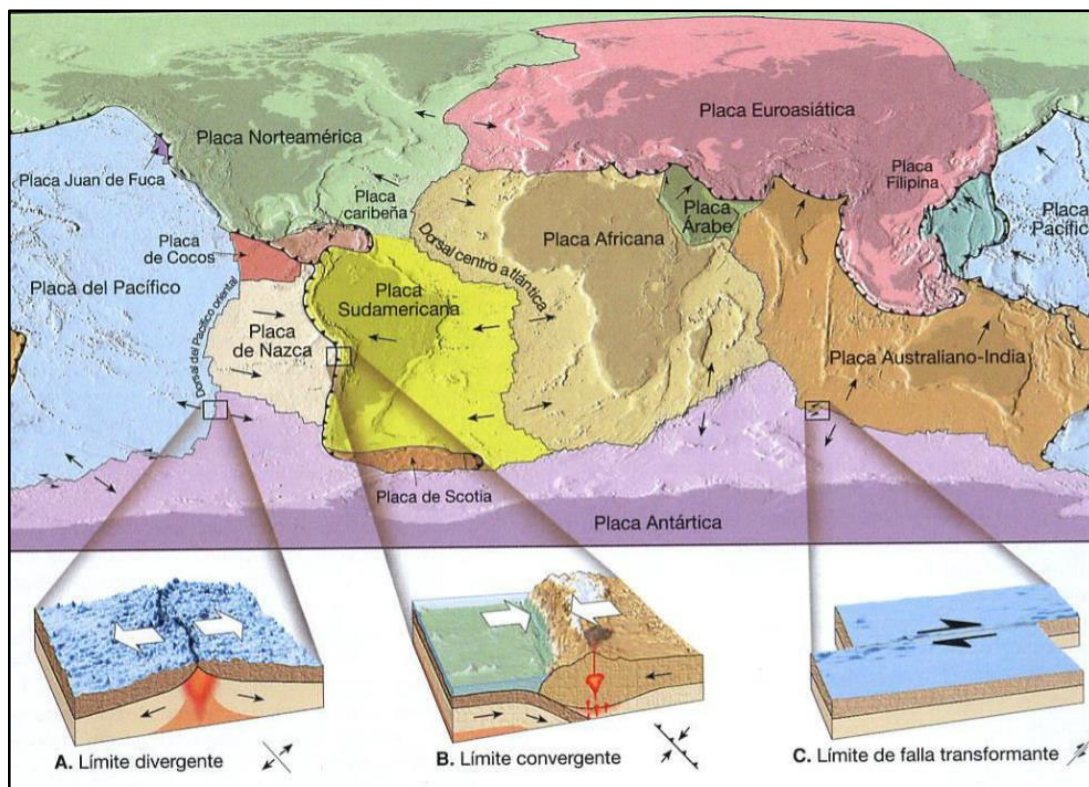 Placa Norteamérica
Placa Euroasiática
Placa Juan de Fuca
Placa
caribeña
Placa
de Cocos
Placa del Pacífico
Dorsal del Pacífico oriental
Placa
de Nazca
Placa
Sudamericana
Dorsal centro atlántica
Placa Africana
Placa
Árabe
Placa
Filipina
Placa
Pacífico
Placa Australiano-India
Placa de Scotia
Placa Antártica
A. Límite divergente
B. Límite convergente
C. Límite de falla transformante